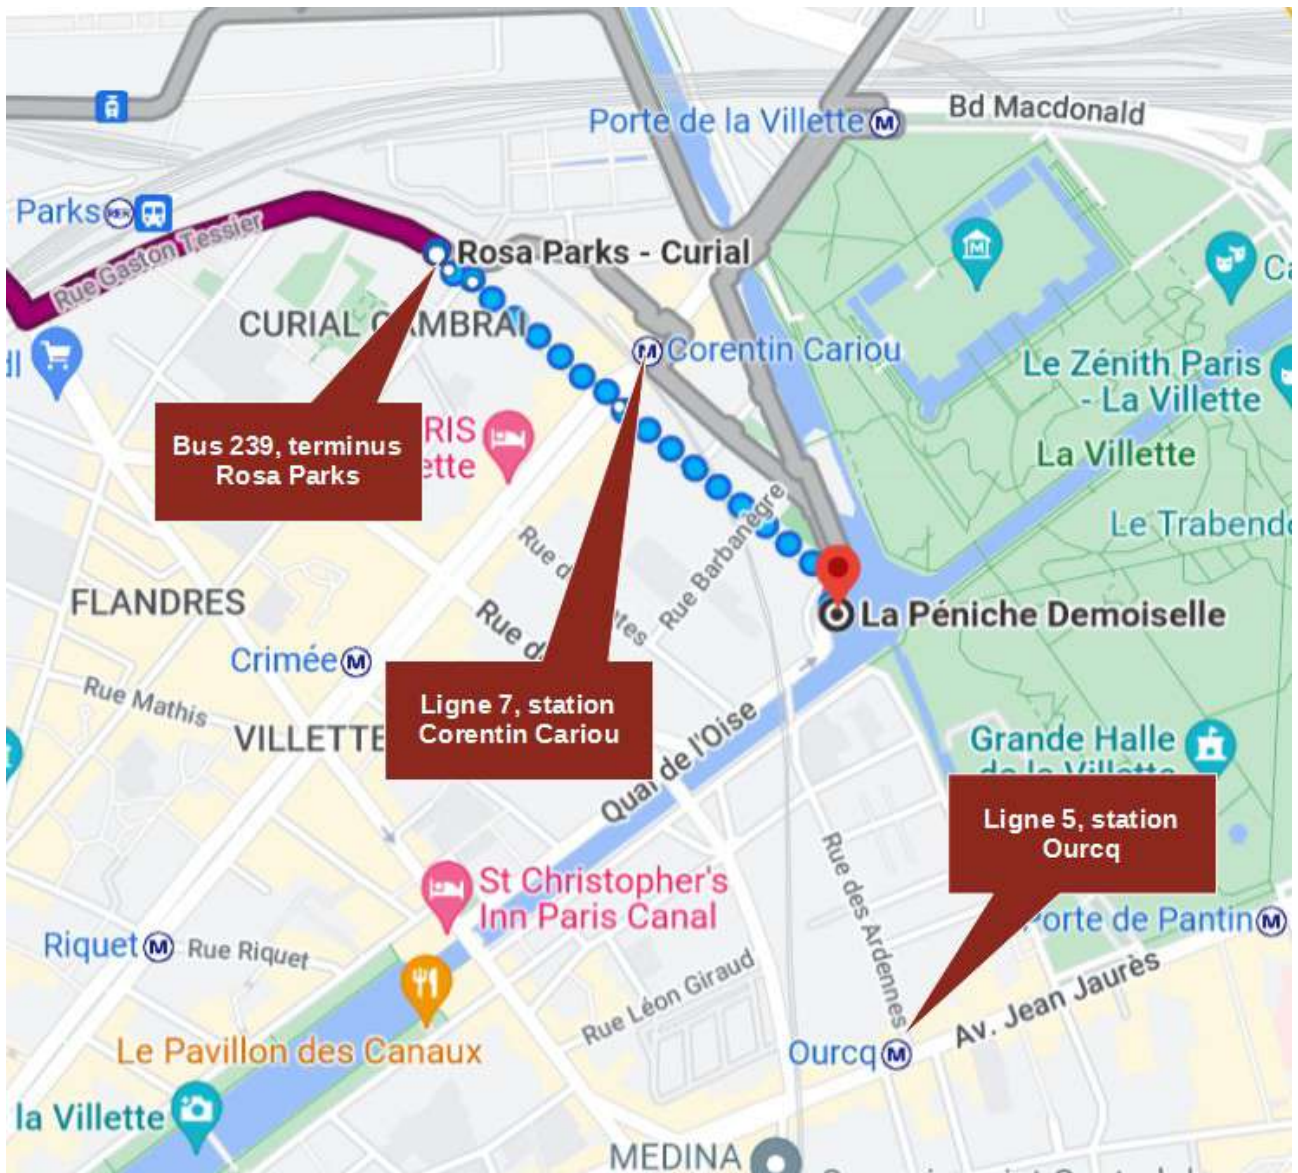 Bd Macdonald
Porte de la Villette
Parks
Rosa Parks - Curial
Rue Gaston Tessier
CURIAL CAMBRAI
Corentin Cariou
Le Zénith Paris
- La Villette
Bus 239, terminus
Rosa Parks
La Villette
Le Trabendo
Rue Barbanègre
FLANDRES
La Péniche Demoiselle
Crimée
Rue Mathis
Ligne 7, station
Corentin Cariou
VILLETTE
Quai de l'Oise
Grande Halle
de la Villette
Ligne 5, station
Ourcq
Rue des Ardennes
St Christopher's
Inn Paris Canal
Porte de Pantin
Riquet
Rue Riquet
Av. Jean Jaurès
Rue Léon Giraud
Le Pavillon des Canaux
Ourcq
la Villette
MEDINA